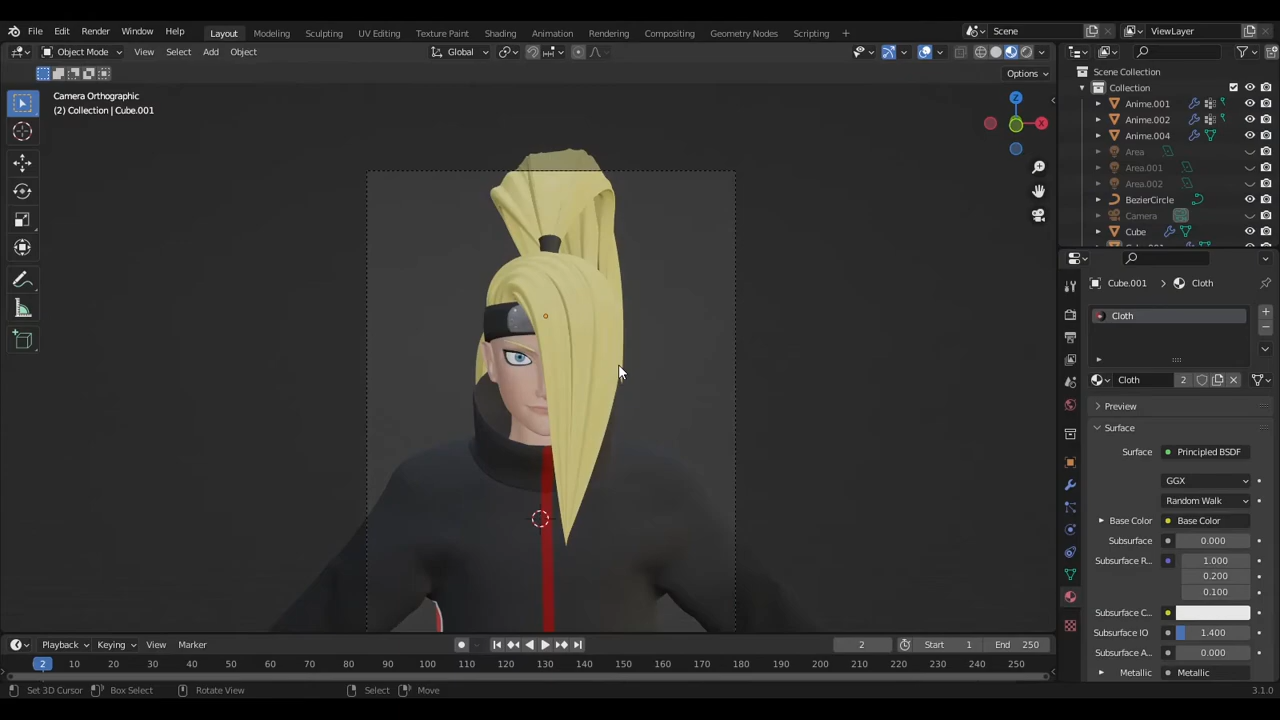 File Edit Render Window Help Layout Modeling Sculpting UV Editing Texture Paint Shading Animation Rendering Compositing Geometry Nodes Scripting + Scene ViewLayer
Object Mode View Select Add Object Global
Options
Camera Orthographic
(2) Collection | Cube.001
Z
X
Scene Collection
Collection
Anime.001
Anime.002
Anime.004
Area
Area.001
Area.002
BezierCircle
Camera
Cube
Cube.001 > Cloth
Cloth
Cloth 2
Preview
Surface
Surface Principled BSDF
GGX
Random Walk
Base Color Base Color
Subsurface 0.000
Subsurface R... 1.000
0.200
0.100
Subsurface C...
Subsurface IO 1.400
Subsurface A... 0.000
Metallic Metallic
Playback Keying View Marker 2 Start 1 End 250
2 10 20 30 40 50 60 70 80 90 100 110 120 130 140 150 160 170 180 190 200 210 220 230 240 250
Set 3D Cursor Box Select Rotate View Select Move 3.1.0